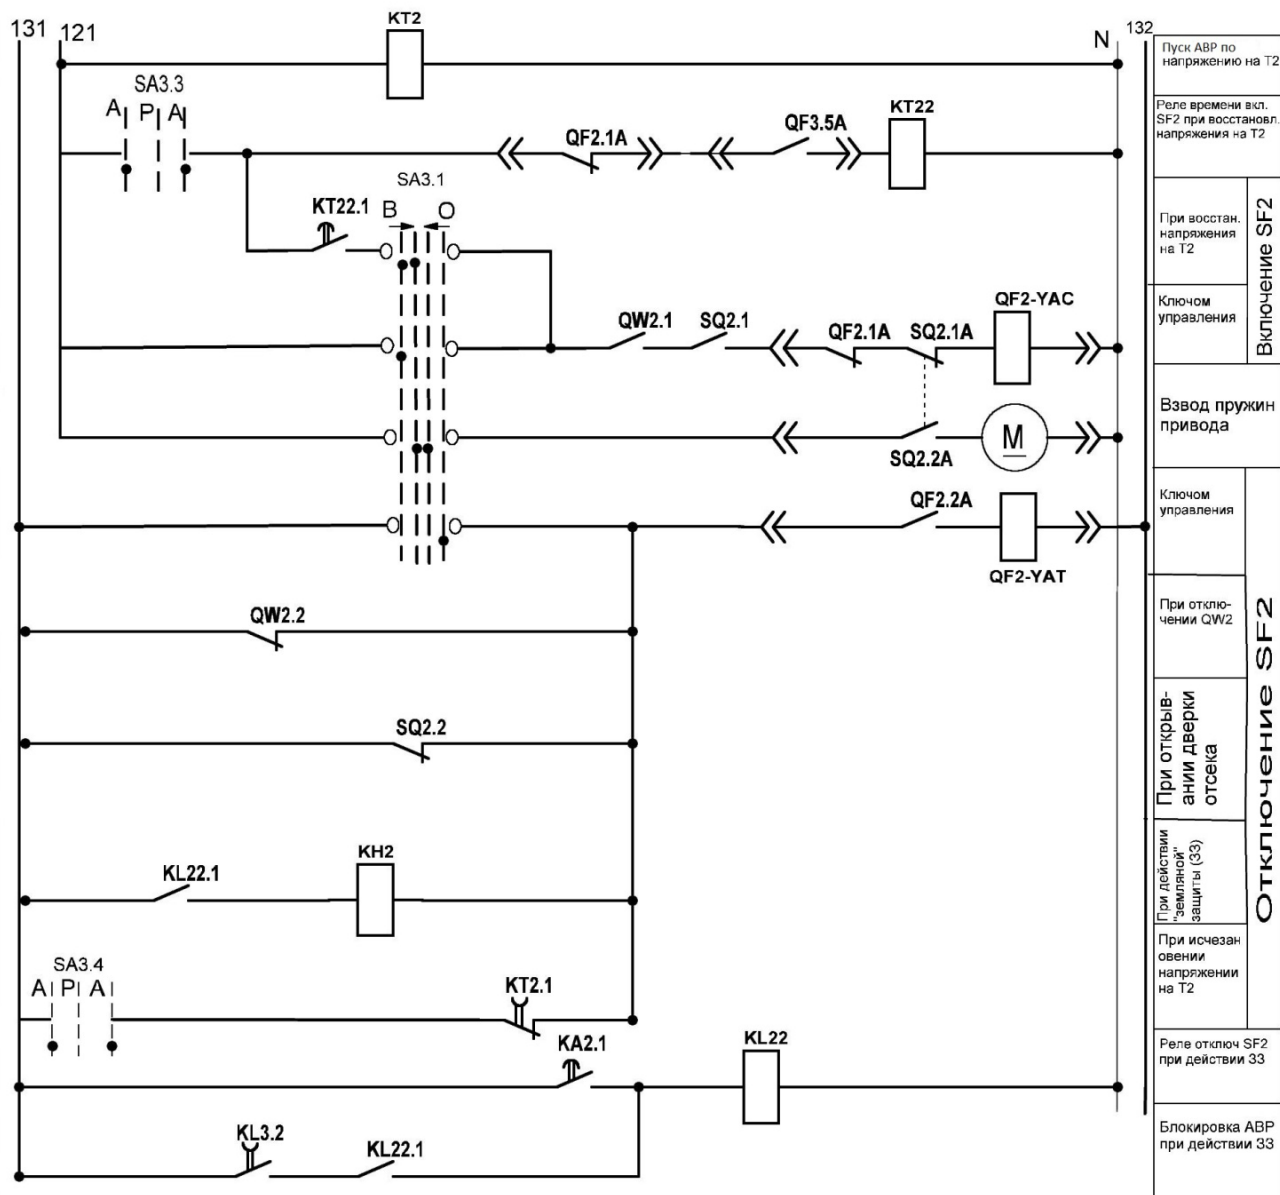 131
121
KT2
N
132
Пуск АВР по
напряжению на Т2
SA3.3
А
Р
А
QF2.1A
QF3.5A
KT22
Реле времени вкл.
SF2 при восстановл.
напряжения на Т2
SA3.1
KT22.1
В
О
При восстан.
напряжения
на Т2
Включение SF2
QW2.1
SQ2.1
QF2.1A
SQ2.1A
QF2-YAC
Ключом
управления
SQ2.2A
М
Взвод пружин
привода
QF2.2A
QF2-YAT
Ключом
управления
Отключение SF2
QW2.2
При отклю-
чении QW2
SQ2.2
При открыв-
ании дверки
отсека
KL22.1
KH2
При действии
"земляной"
защиты (ЗЗ)
SA3.4
А
Р
А
KT2.1
При исчезан
овении
напряжении
на Т2
KA2.1
KL22
Реле отключ SF2
при действии ЗЗ
KL3.2
KL22.1
Блокировка АВР
при действии ЗЗ